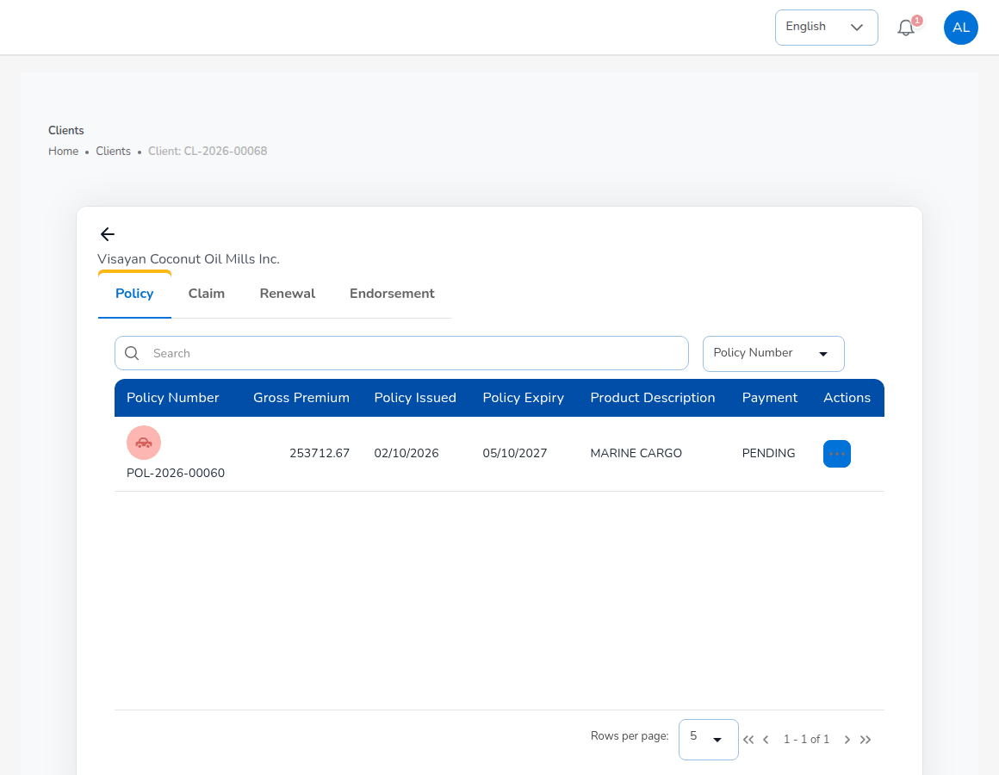 English
1
AL
Clients
Home • Clients • Client: CL-2026-00068
Visayan Coconut Oil Mills Inc.
Policy Claim Renewal Endorsement
Search
Policy Number
Policy Number Gross Premium Policy Issued Policy Expiry Product Description Payment Actions
POL-2026-00060 253712.67 02/10/2026 05/10/2027 MARINE CARGO PENDING
Rows per page: 5 1 - 1 of 1